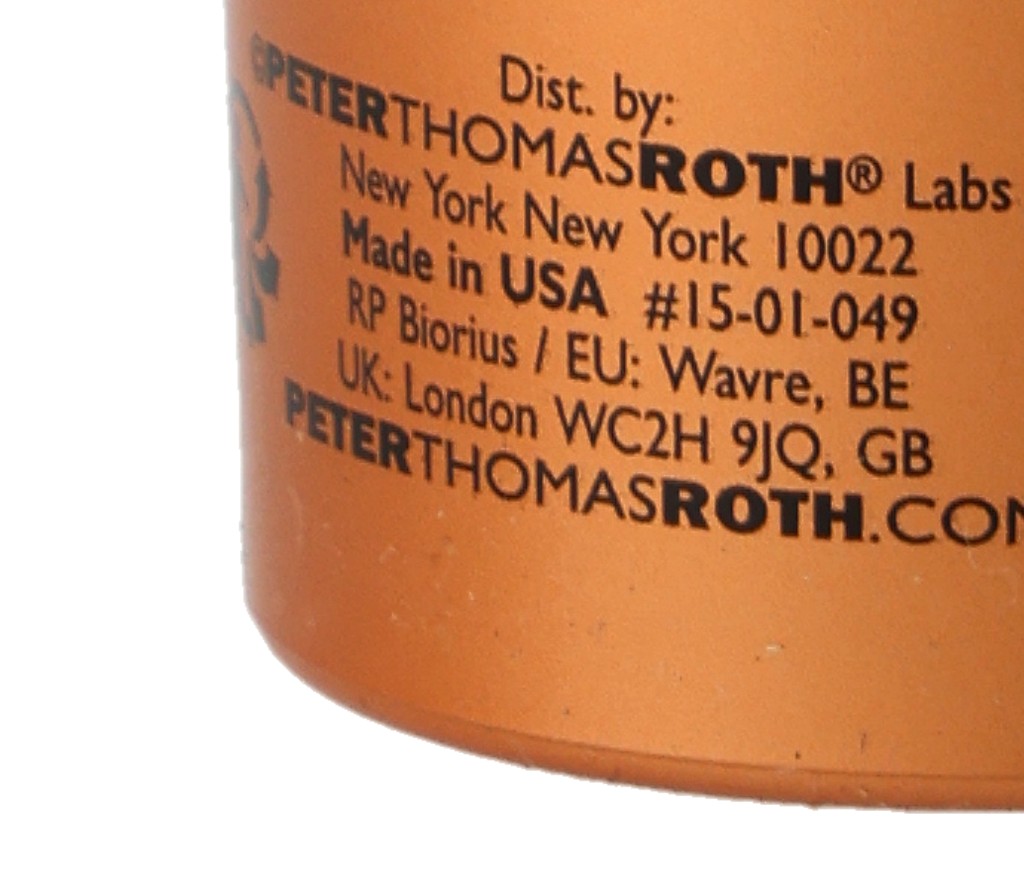 Dist. by:
©PETERTHOMASROTH® Labs
New York New York 10022
Made in USA #15-01-049
RP Biorius / EU: Wavre, BE
UK: London WC2H 9JQ, GB
PETERTHOMASROTH.COM